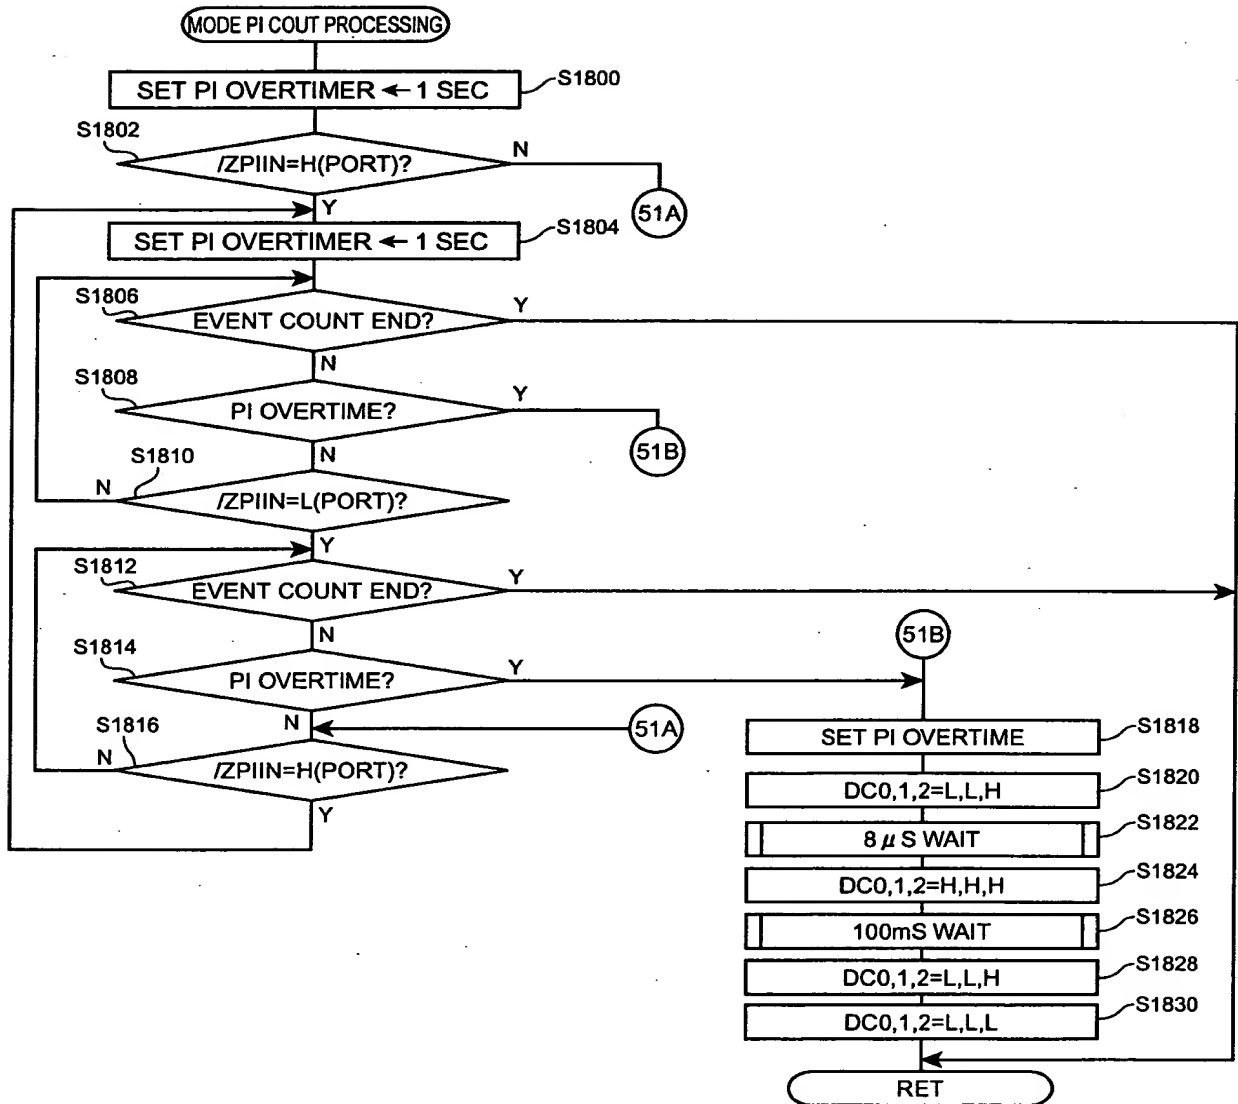 MODE PI COUT PROCESSING
SET PI OVERTIMER ← 1 SEC
S1800
S1802
/ZPIIN=H(PORT)?
N
Y
51A
SET PI OVERTIMER ← 1 SEC
S1804
S1806
EVENT COUNT END?
Y
N
S1808
PI OVERTIME?
Y
N
51B
S1810
N
/ZPIIN=L(PORT)?
Y
S1812
EVENT COUNT END?
Y
N
51B
S1814
PI OVERTIME?
Y
N
51A
S1816
N
/ZPIIN=H(PORT)?
Y
SET PI OVERTIME
S1818
DC0,1,2=L,L,H
S1820
8 μ S WAIT
S1822
DC0,1,2=H,H,H
S1824
100mS WAIT
S1826
DC0,1,2=L,L,H
S1828
DC0,1,2=L,L,L
S1830
RET